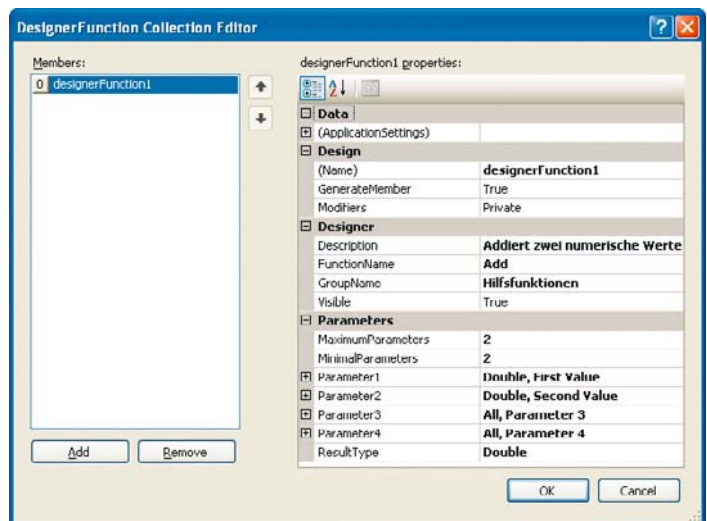 DesignerFunction Collection Editor
Members:
0 designerFunction1
Add Remove
designerFunction1 properties:
Data
(ApplicationSettings)
Design
(Name) designerFunction1
GenerateMember True
Modifiers Private
Designer
Description Addiert zwei numerische Werte
FunctionName Add
GroupName Hilfsfunktionen
Visible True
Parameters
MaximumParameters 2
MinimalParameters 2
Parameter1 Double, First Value
Parameter2 Double, Second Value
Parameter3 All, Parameter 3
Parameter4 All, Parameter 4
ResultType Double
OK Cancel